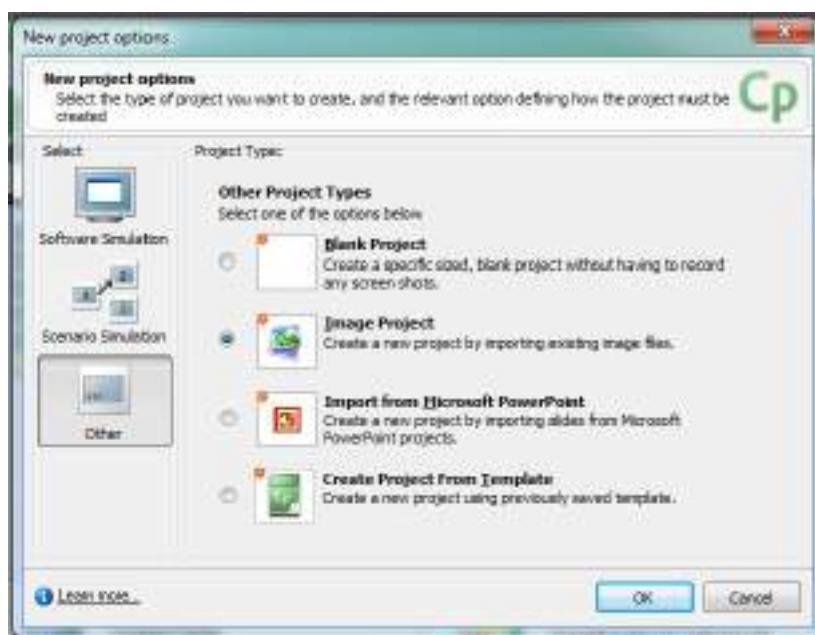 New project options
New project options
Select the type of project you want to create, and the relevant option defining how the project must be
created
Cp
Select
Project Type:
Software Simulation
Scenario Simulation
Other
Other Project Types
Select one of the options below
Blank Project
Create a specific sized, blank project without having to record
any screen shots.
Image Project
Create a new project by importing existing image files.
Import from Microsoft PowerPoint
Create a new project by importing slides from Microsoft
PowerPoint projects.
Create Project From Template
Create a new project using previously saved template.
Learn more...
OK
Cancel